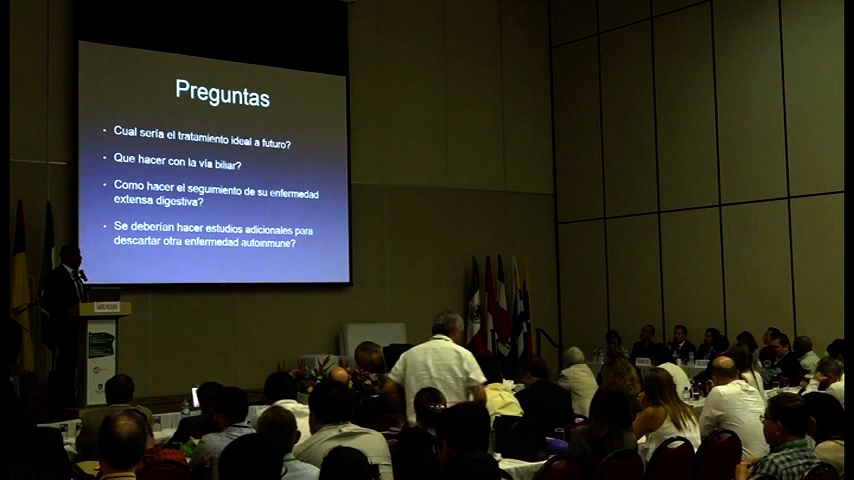 Preguntas
• Cual sería el tratamiento ideal a futuro?
• Que hacer con la vía biliar?
• Como hacer el seguimiento de su enfermedad
extensa digestiva?
• Se deberían hacer estudios adicionales para
descartar otra enfermedad autoinmune?